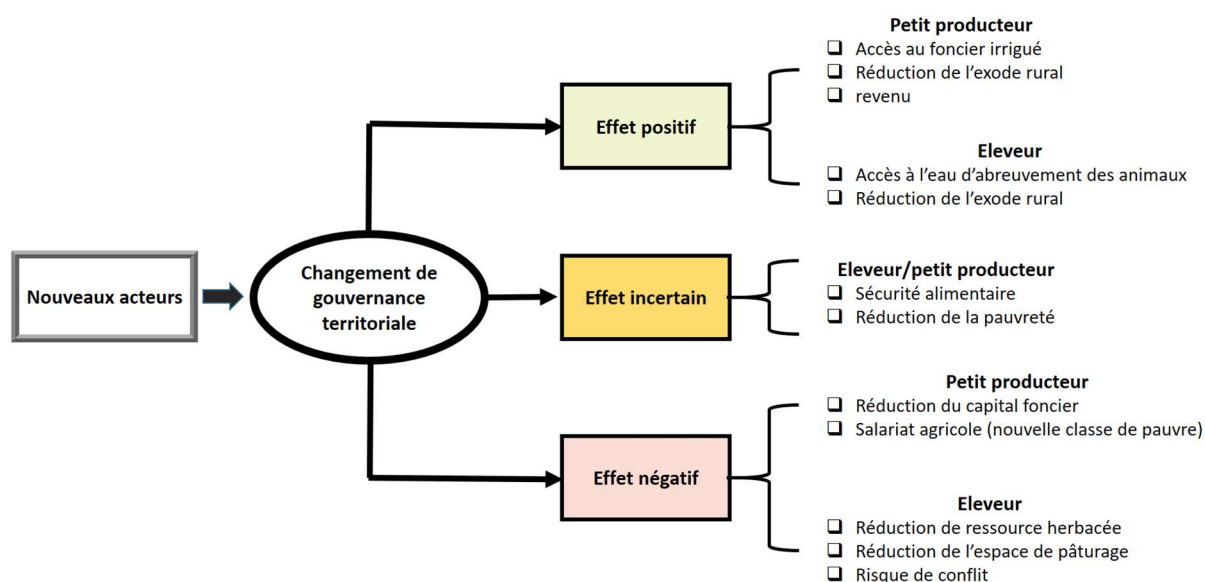 Nouveaux acteurs
Changement de
gouvernance
territoriale
Effet positif
Petit producteur
❑ Accès au foncier irrigué
❑ Réduction de l’exode rural
❑ revenu
Eleveur
❑ Accès à l’eau d’abreuvement des animaux
❑ Réduction de l’exode rural
Effet incertain
Eleveur/petit producteur
❑ Sécurité alimentaire
❑ Réduction de la pauvreté
Effet négatif
Petit producteur
❑ Réduction du capital foncier
❑ Salariat agricole (nouvelle classe de pauvre)
Eleveur
❑ Réduction de ressource herbacée
❑ Réduction de l’espace de pâturage
❑ Risque de conflit